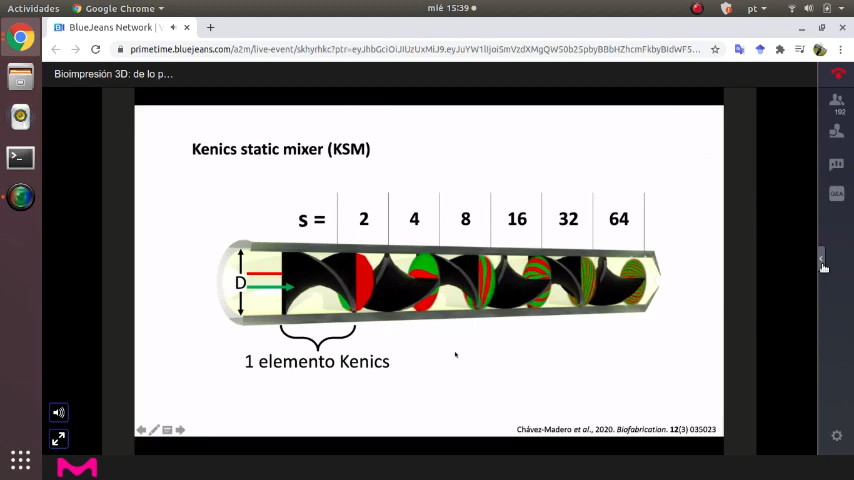 Actividades
Google Chrome
mié 15:39
pt
BlueJeans Network | V
primetime.bluejeans.com/a2m/live-event/skhyrhkc?ptr=
Bioimpresión 3D: de lo p...
192
Q&A
Kenics static mixer (KSM)
s = 2 4 8 16 32 64
D
1 elemento Kenics
Chávez-Madero et al., 2020. Biofabrication. 12(3) 035023
M